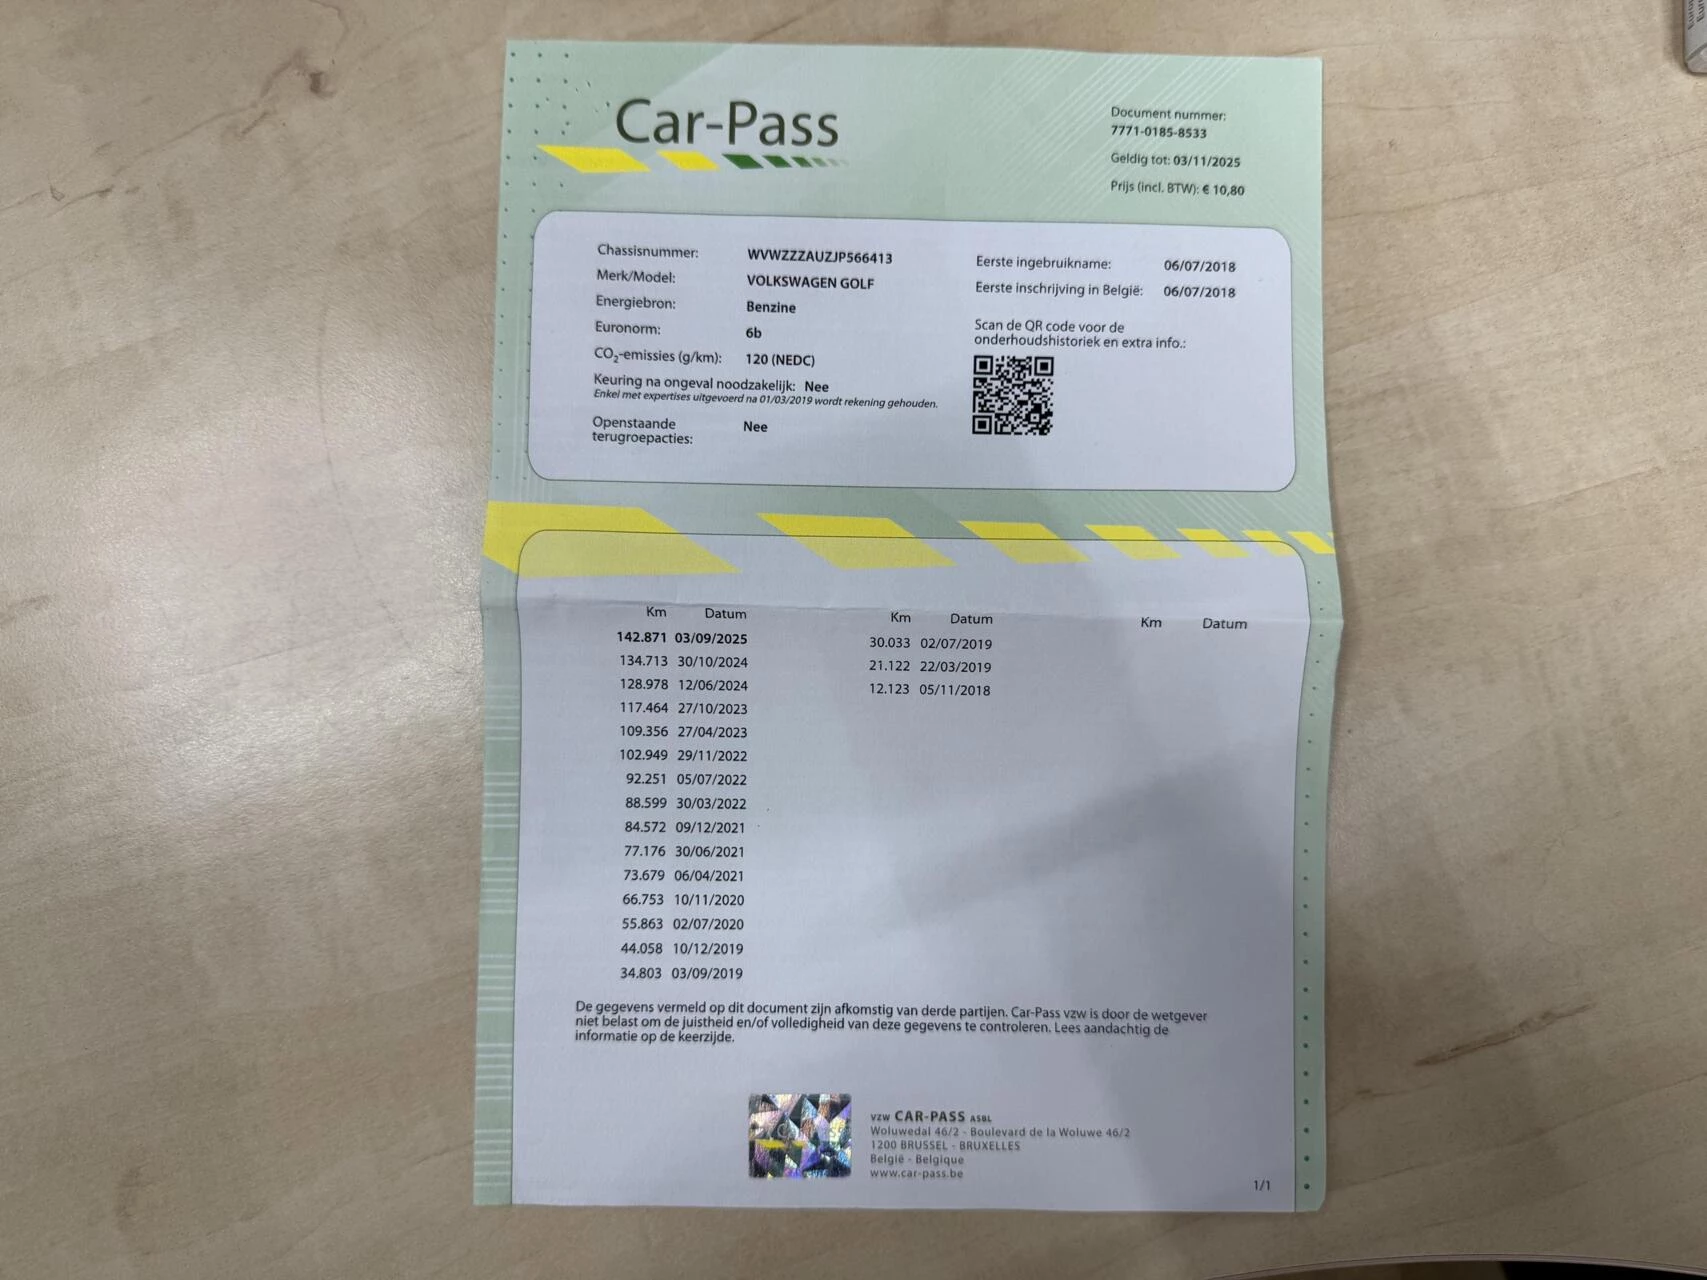 Car-Pass
Document nummer:
7771-0185-8533
Geldig tot: 03/11/2025
Prijs (incl. BTW): € 10,80
Chassisnummer: WVWZZZAUZJP566413
Merk/Model: VOLKSWAGEN GOLF
Energiebron: Benzine
Euronorm: 6b
CO₂-emissies (g/km): 120 (NEDC)
Keuring na ongeval noodzakelijk: Nee
Enkel met expertises uitgevoerd na 01/03/2019 wordt rekening gehouden.
Openstaande
terugroepacties: Nee
Eerste ingebruikname: 06/07/2018
Eerste inschrijving in België: 06/07/2018
Scan de QR code voor de
onderhoudshistoriek en extra info.:
Km Datum
142.871 03/09/2025
134.713 30/10/2024
128.978 12/06/2024
117.464 27/10/2023
109.356 27/04/2023
102.949 29/11/2022
92.251 05/07/2022
88.599 30/03/2022
84.572 09/12/2021
77.176 30/06/2021
73.679 06/04/2021
66.753 10/11/2020
55.863 02/07/2020
44.058 10/12/2019
34.803 03/09/2019
Km Datum
30.033 02/07/2019
21.122 22/03/2019
12.123 05/11/2018
Km Datum
De gegevens vermeld op dit document zijn afkomstig van derde partijen. Car-Pass vzw is door de wetgever
niet belast om de juistheid en/of volledigheid van deze gegevens te controleren. Lees aandachtig de
informatie op de keerzijde.
vzw CAR-PASS ASBL
Woluwedal 46/2 - Boulevard de la Woluwe 46/2
1200 BRUSSEL - BRUXELLES
België - Belgique
www.car-pass.be
1/1